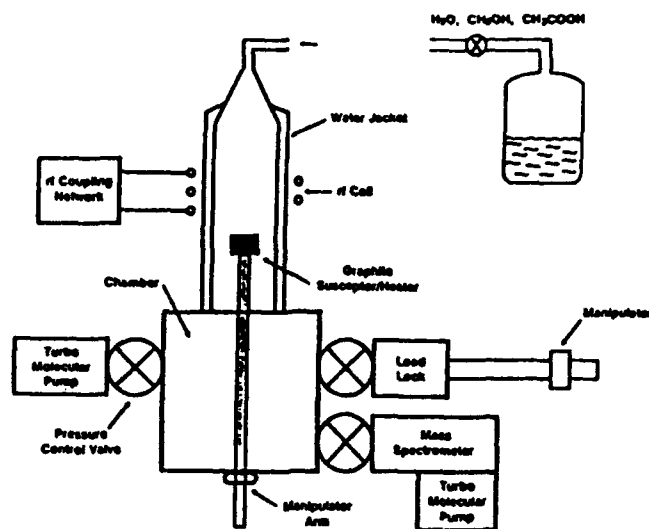 H₂O, CH₃OH, CH₃COOH
Water Jacket
rf Coupling
Network
rf Coil
Graphite
Susceptor/Heater
Chamber
Manipulator
Turbo
Molecular
Pump
Load
Lock
Pressure
Control Valve
Mass
Spectrometer
Manipulator
Arm
Turbo
Molecular
Pump